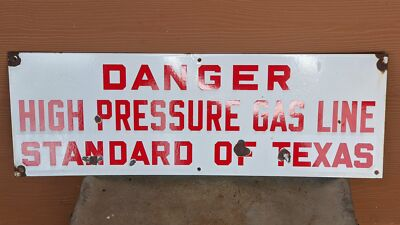 DANGER
HIGH PRESSURE GAS LINE
STANDARD OF TEXAS